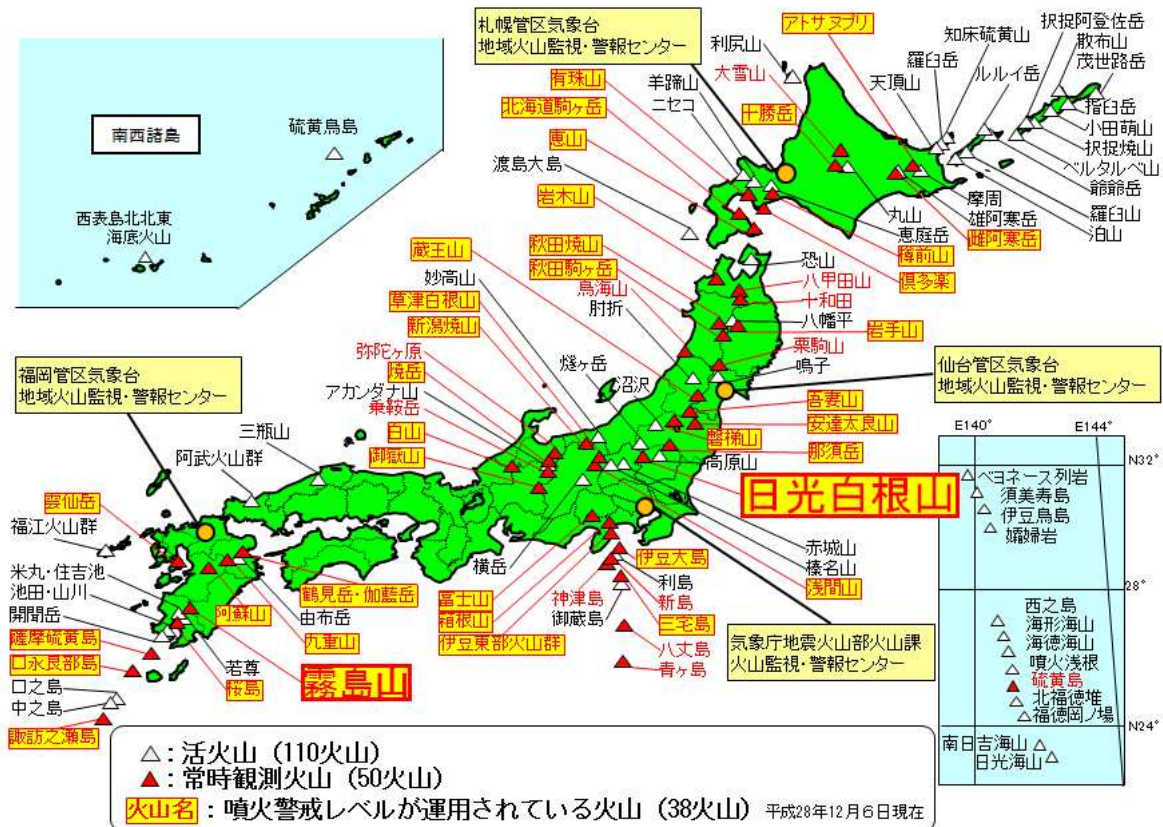 札幌管区気象台
地域火山監視・警報センター
アトサヌプリ
知床硫黄山
羅臼岳
天頂山
ルルイ岳
択捉阿登佐岳
散布山
茂世路岳
指臼岳
小田萌山
択捉焼山
ベルタルベ山
爺爺岳
羅臼山
泊山
利尻山
大雪山
十勝岳
有珠山
羊蹄山
ニセコ
北海道駒ヶ岳
恵山
渡島大島
岩木山
摩周
雄阿寒岳
雌阿寒岳
丸山
恵庭岳
樽前山
倶多楽
南西諸島
硫黄鳥島
西表島北北東
海底火山
蔵王山
秋田焼山
秋田駒ヶ岳
鳥海山
肘折
妙高山
草津白根山
新潟焼山
弥陀ヶ原
焼岳
アカンダナ山
乗鞍岳
白山
御嶽山
燧ヶ岳
沼沢
恐山
八甲田山
十和田
八幡平
岩手山
栗駒山
鳴子
仙台管区気象台
地域火山監視・警報センター
吾妻山
安達太良山
磐梯山
那須岳
高原山
日光白根山
赤城山
榛名山
浅間山
横岳
福岡管区気象台
地域火山監視・警報センター
三瓶山
阿武火山群
雲仙岳
福江火山群
米丸・住吉池
池田・山川
開聞岳
薩摩硫黄島
口永良部島
口之島
中之島
諏訪之瀬島
鶴見岳・伽藍岳
由布岳
阿蘇山
九重山
霧島山
若尊
桜島
富士山
箱根山
伊豆東部火山群
伊豆大島
利島
新島
神津島
御蔵島
三宅島
八丈島
青ヶ島
気象庁地震火山部火山課
火山監視・警報センター
E140°
E144°
N32°
28°
N24°
ベヨネース列岩
須美寿島
伊豆鳥島
孀婦岩
西之島
海形海山
海徳海山
噴火浅根
硫黄島
北福徳堆
福徳岡ノ場
南日吉海山
日光海山
△：活火山（110火山）
▲：常時観測火山（50火山）
火山名：噴火警戒レベルが運用されている火山（38火山） 平成28年12月6日現在